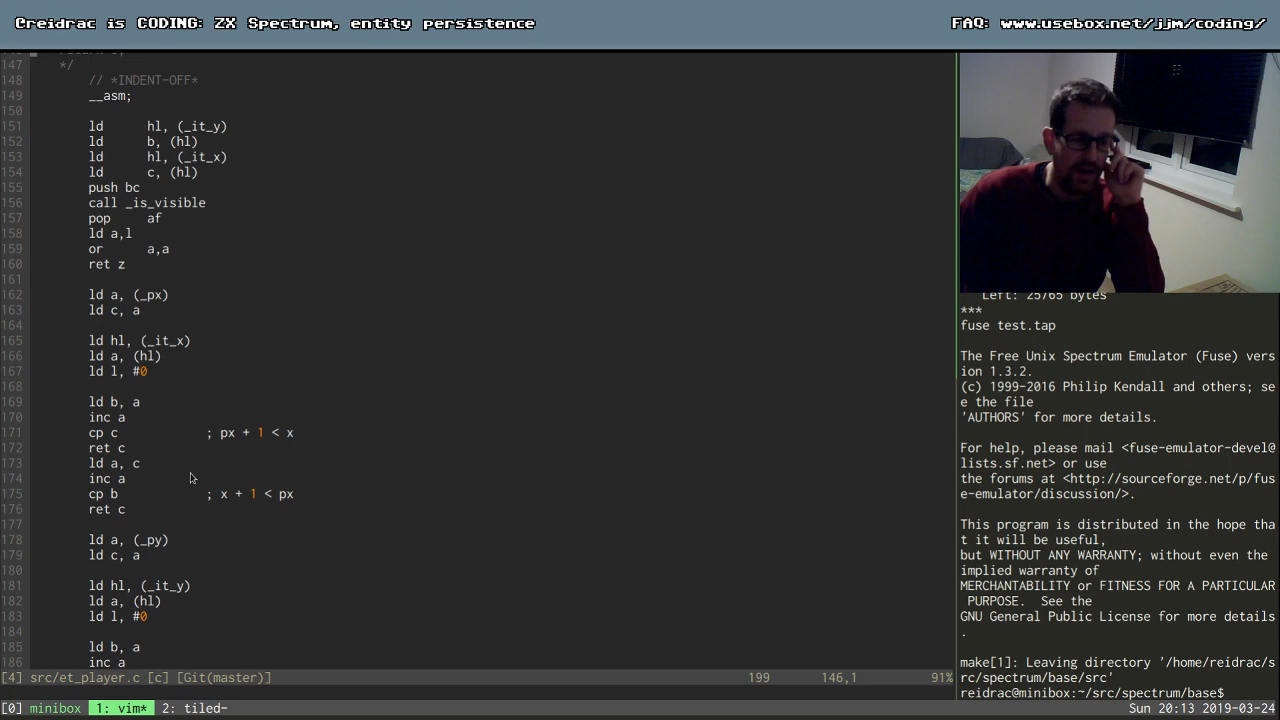 Creidrac is CODING: ZX Spectrum, entity persistence
FAQ: www.usebox.net/jjm/coding/
147 */
148 // *INDENT-OFF*
149 __asm;
150
151 ld hl, (_it_y)
152 ld b, (hl)
153 ld hl, (_it_x)
154 ld c, (hl)
155 push bc
156 call _is_visible
157 pop af
158 ld a,l
159 or a,a
160 ret z
161
162 ld a, (_px)
163 ld c, a
164
165 ld hl, (_it_x)
166 ld a, (hl)
167 ld l, #0
168
169 ld b, a
170 inc a
171 cp c ; px + 1 < x
172 ret c
173 ld a, c
174 inc a
175 cp b ; x + 1 < px
176 ret c
177
178 ld a, (_py)
179 ld c, a
180
181 ld hl, (_it_y)
182 ld a, (hl)
183 ld l, #0
184
185 ld b, a
186 inc a
[4] src/et_player.c [c] [Git(master)] 199 146,1 91%
Left: 25765 bytes
***
fuse test.tap
The Free Unix Spectrum Emulator (Fuse) vers
ion 1.3.2.
(c) 1999-2016 Philip Kendall and others; se
e the file
'AUTHORS' for more details.
For help, please mail <fuse-emulator-devel@
lists.sf.net> or use
the forums at <http://sourceforge.net/p/fus
e-emulator/discussion/>.
This program is distributed in the hope tha
t it will be useful,
but WITHOUT ANY WARRANTY; without even the
implied warranty of
MERCHANTABILITY or FITNESS FOR A PARTICULAR
PURPOSE. See the
GNU General Public License for more details
.
make[1]: Leaving directory '/home/reidrac/s
rc/spectrum/base/src'
reidrac@minibox:~/src/spectrum/base$
[0] minibox 1: vim* 2: tiled- Sun 20:13 2019-03-24